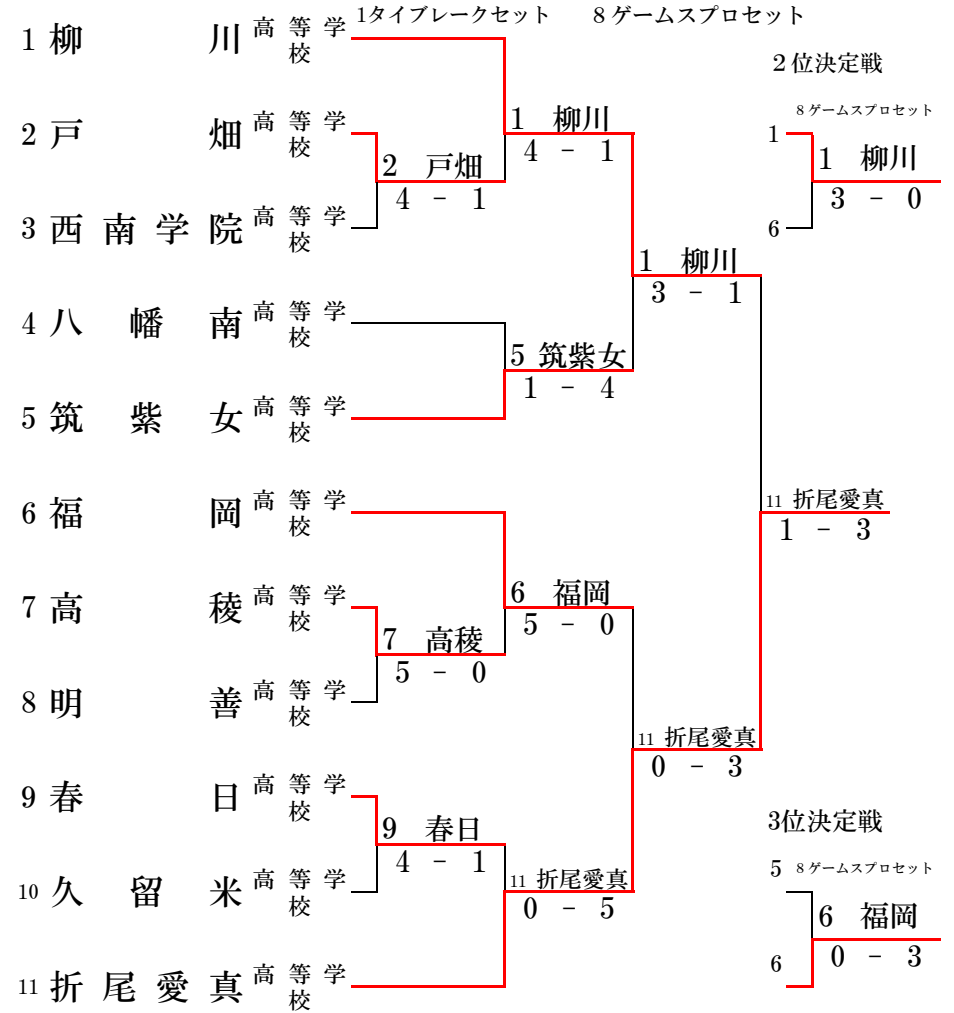 1タイブレークセット ８ゲームスプロセット
1 柳川 高等学校
2 戸畑 高等学校
3 西南学院 高等学校
4 八幡南 高等学校
5 筑紫女 高等学校
6 福岡 高等学校
7 高稜 高等学校
8 明善 高等学校
9 春日 高等学校
10 久留米 高等学校
11 折尾愛真 高等学校
2 戸畑
4 － 1
7 高稜
5 － 0
9 春日
4 － 1
1 柳川
4 － 1
5 筑紫女
1 － 4
6 福岡
5 － 0
11 折尾愛真
0 － 5
1 柳川
3 － 1
11 折尾愛真
0 － 3
11 折尾愛真
1 － 3
２位決定戦
８ゲームスプロセット
1
1 柳川
3 － 0
6
3位決定戦
5 ８ゲームスプロセット
6 福岡
0 － 3
6